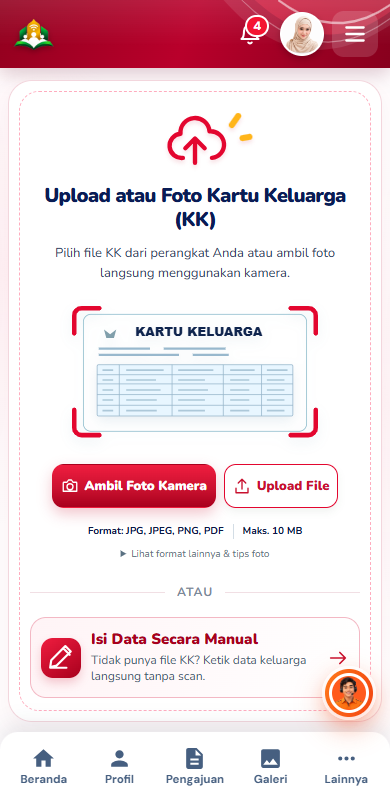 4
Upload atau Foto Kartu Keluarga
(KK)
Pilih file KK dari perangkat Anda atau ambil foto
langsung menggunakan kamera.
KARTU KELUARGA
Ambil Foto Kamera
Upload File
Format: JPG, JPEG, PNG, PDF
Maks. 10 MB
▶ Lihat format lainnya & tips foto
ATAU
Isi Data Secara Manual
Tidak punya file KK? Ketik data keluarga
langsung tanpa scan.
Beranda
Profil
Pengajuan
Galeri
Lainnya